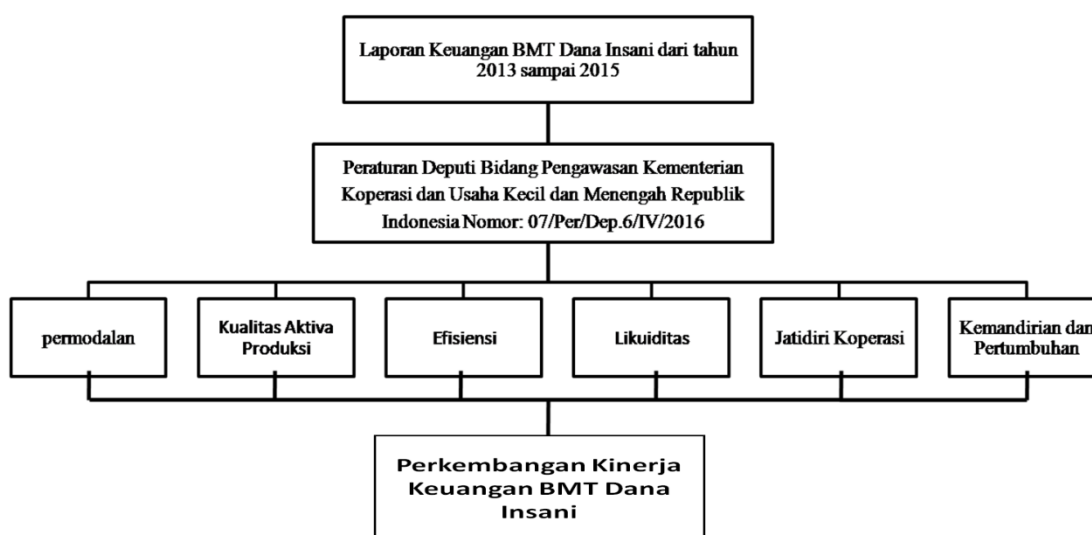 Laporan Keuangan BMT Dana Insani dari tahun
2013 sampai 2015
Peraturan Deputi Bidang Pengawasan Kementerian
Koperasi dan Usaha Kecil dan Menengah Republik
Indonesia Nomor: 07/Per/Dep.6/IV/2016
permodalan
Kualitas Aktiva
Produksi
Efisiensi
Likuiditas
Jatidiri Koperasi
Kemandirian dan
Pertumbuhan
Perkembangan Kinerja
Keuangan BMT Dana
Insani